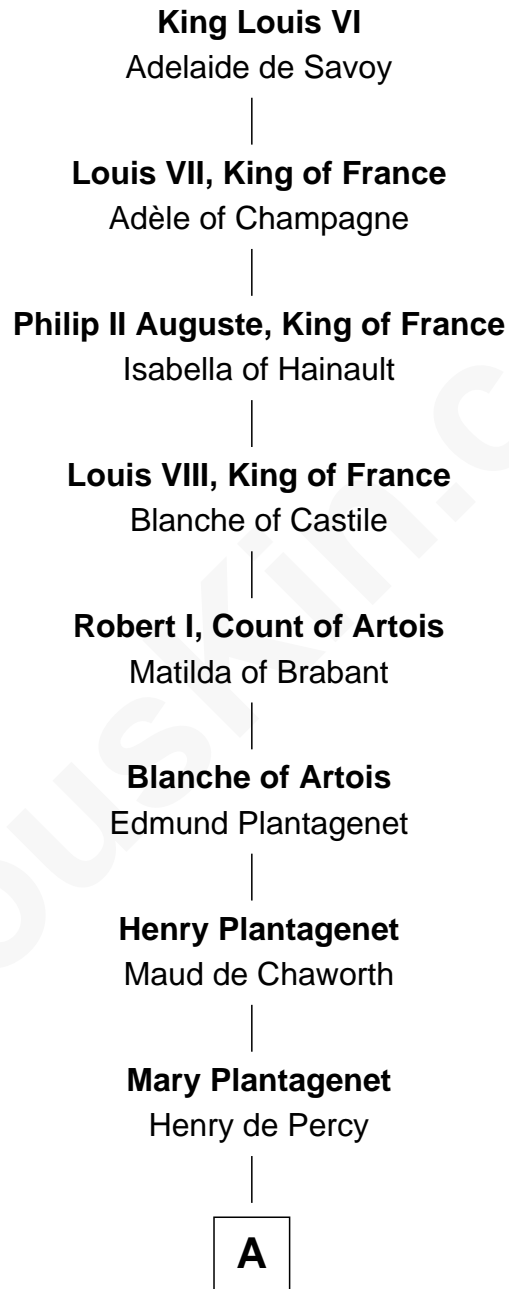 King Louis VI
Adelaide de Savoy
Louis VII, King of France
Adèle of Champagne
Philip II Auguste, King of France
Isabella of Hainault
Louis VIII, King of France
Blanche of Castile
Robert I, Count of Artois
Matilda of Brabant
Blanche of Artois
Edmund Plantagenet
Henry Plantagenet
Maud de Chaworth
Mary Plantagenet
Henry de Percy
A